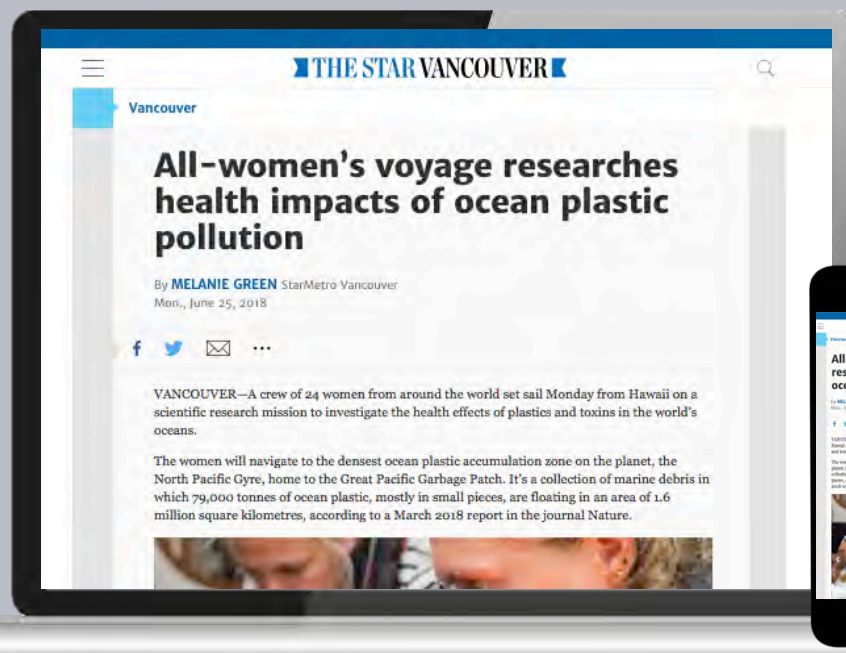 THE STAR VANCOUVER
Vancouver
All-women's voyage researches
health impacts of ocean plastic
pollution
By MELANIE GREEN StarMetro Vancouver
Mon., June 25, 2018
VANCOUVER—A crew of 24 women from around the world set sail Monday from Hawaii on a
scientific research mission to investigate the health effects of plastics and toxins in the world's
oceans.
The women will navigate to the densest ocean plastic accumulation zone on the planet, the
North Pacific Gyre, home to the Great Pacific Garbage Patch. It's a collection of marine debris in
which 79,000 tonnes of ocean plastic, mostly in small pieces, are floating in an area of 1.6
million square kilometres, according to a March 2018 report in the journal Nature.
All